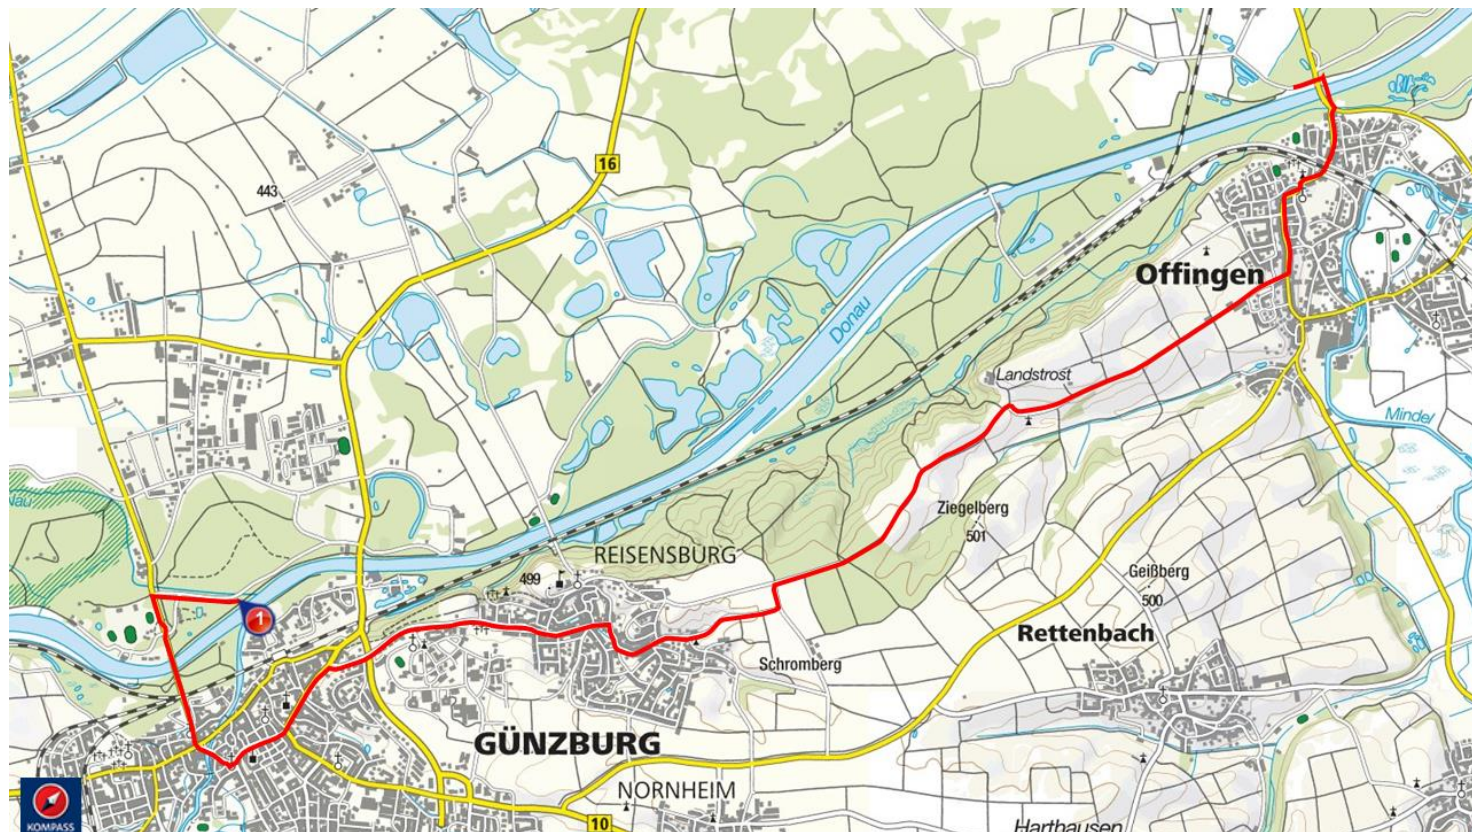 16
443
Donau
Offingen
Landstrost
Mindel
Ziegelberg
501
REISENSBURG
499
Geißberg
500
1
Rettenbach
Schromberg
GÜNZBURG
NORNHEIM
10
Harthausen
KOMPASS